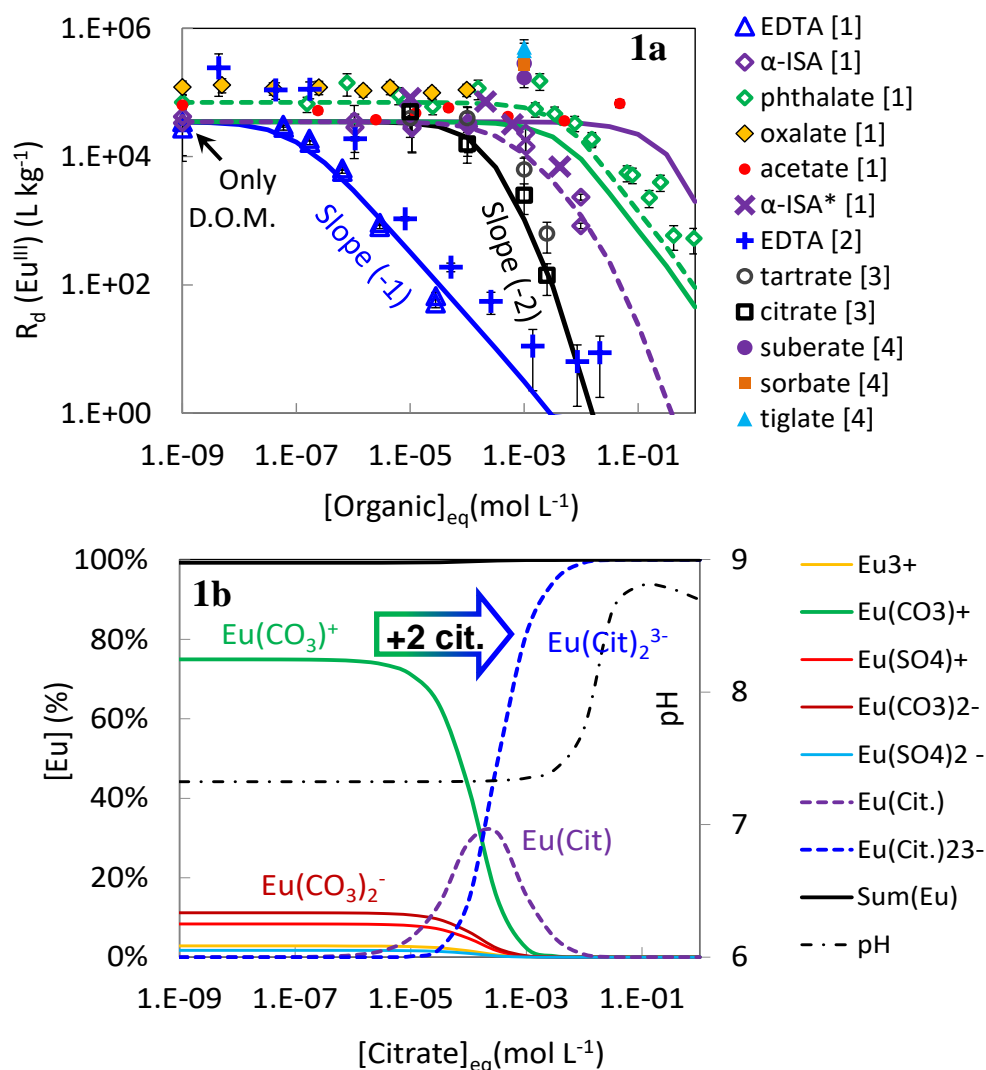 1a
1.E+06
1.E+04
1.E+02
1.E+00
R_d (Eu^III) (L kg^-1)
Only
D.O.M.
Slope (-1)
Slope (-2)
1.E-09 1.E-07 1.E-05 1.E-03 1.E-01
[Organic]_eq(mol L^-1)
EDTA [1]
α-ISA [1]
phthalate [1]
oxalate [1]
acetate [1]
α-ISA* [1]
EDTA [2]
tartrate [3]
citrate [3]
suberate [4]
sorbate [4]
tiglate [4]
1b
100%
80%
60%
40%
20%
0%
[Eu] (%)
Eu(CO₃)⁺
+2 cit.
Eu(Cit)₂³⁻
Eu(Cit)
Eu(CO₃)₂⁻
9
8
7
6
pH
1.E-09 1.E-07 1.E-05 1.E-03 1.E-01
[Citrate]_eq(mol L^-1)
Eu3+
Eu(CO3)+
Eu(SO4)+
Eu(CO3)2-
Eu(SO4)2 -
Eu(Cit.)
Eu(Cit.)23-
Sum(Eu)
pH